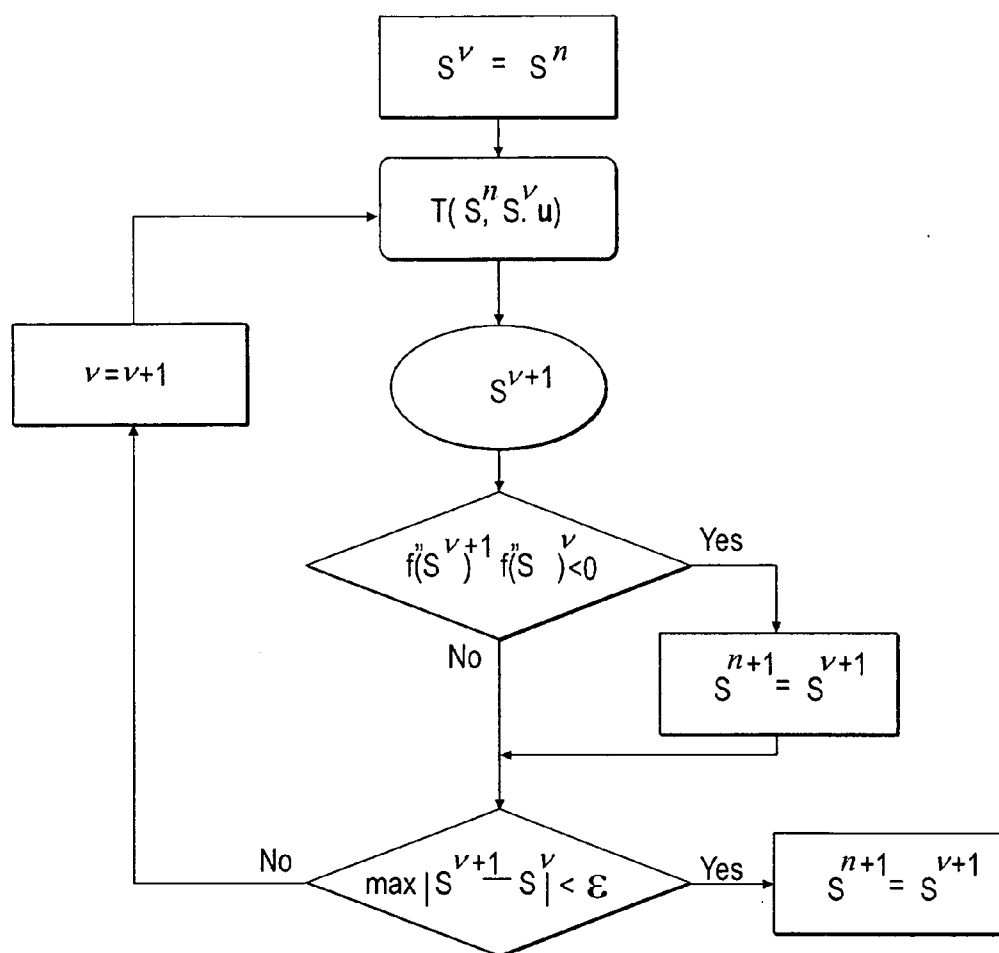 S^ν = S^n
T( S,^n S.^ν u)
ν=ν+1
S^ν+1
f"(S^ν+1) f"(S^ν)<0
Yes
No
S^n+1 = S^ν+1
No
max |S^ν+1 — S^ν| < ε
Yes
S^n+1 = S^ν+1